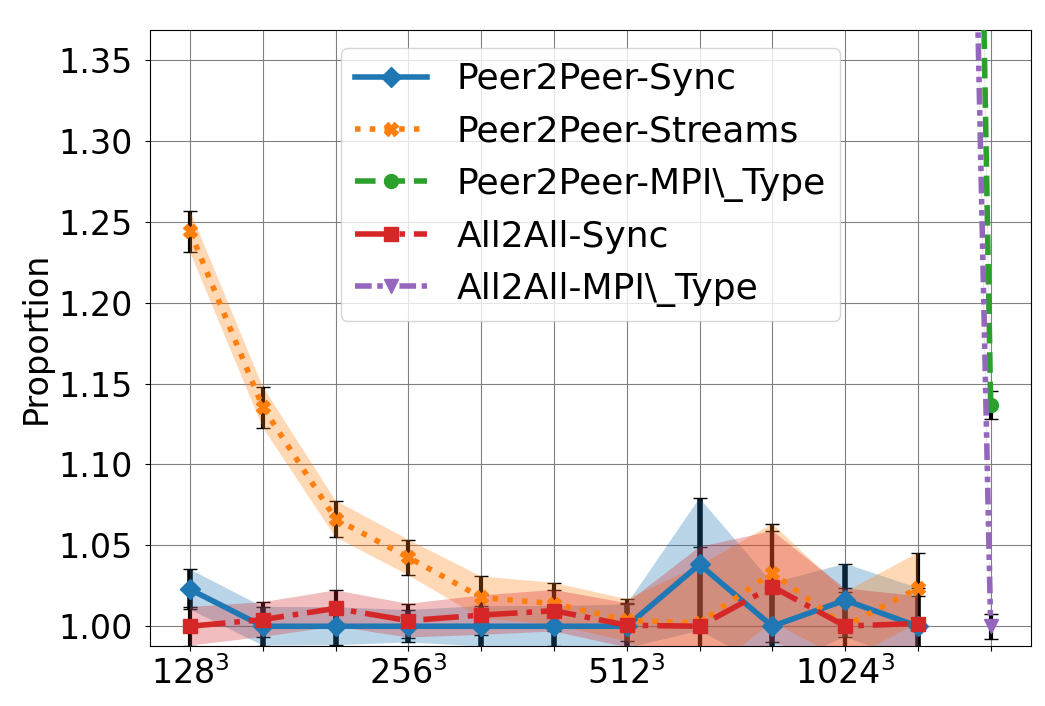 1.35
1.30
1.25
1.20
1.15
1.10
1.05
1.00
Proportion
Peer2Peer-Sync
Peer2Peer-Streams
Peer2Peer-MPI\_Type
All2All-Sync
All2All-MPI\_Type
128³ 256³ 512³ 1024³